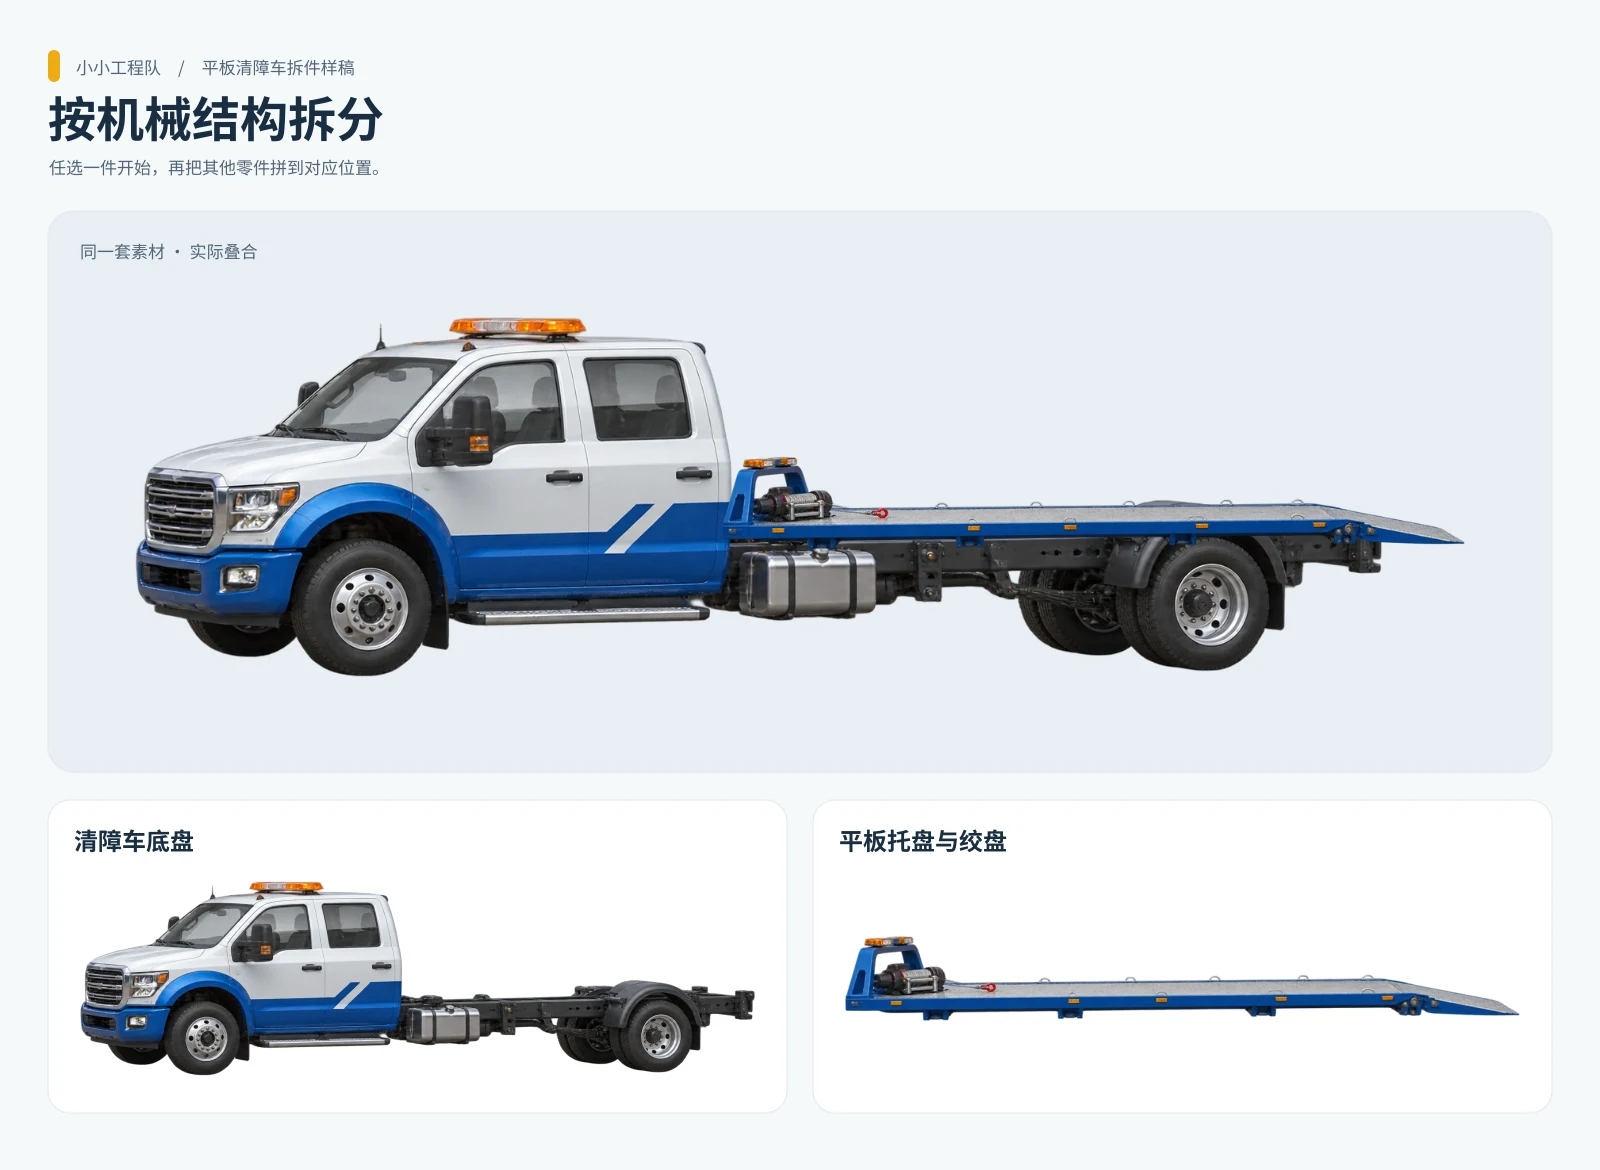 小小工程队 / 平板清障车拆件样稿
按机械结构拆分
任选一件开始，再把其他零件拼到对应位置。
同一套素材 · 实际叠合
清障车底盘
平板托盘与绞盘